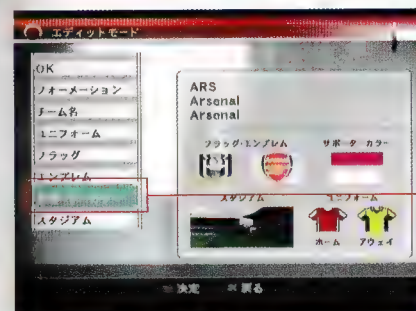 エディットモード
OK
フォーメーション
チーム名
ユニフォーム
フラッグ
エンブレム
スタジアム
ARS
Arsenal
Arsenal
フラッグ・エンブレム
サポータ カラー
スタジアム
ユニフォーム
ホーム
アウェイ
決定
戻る